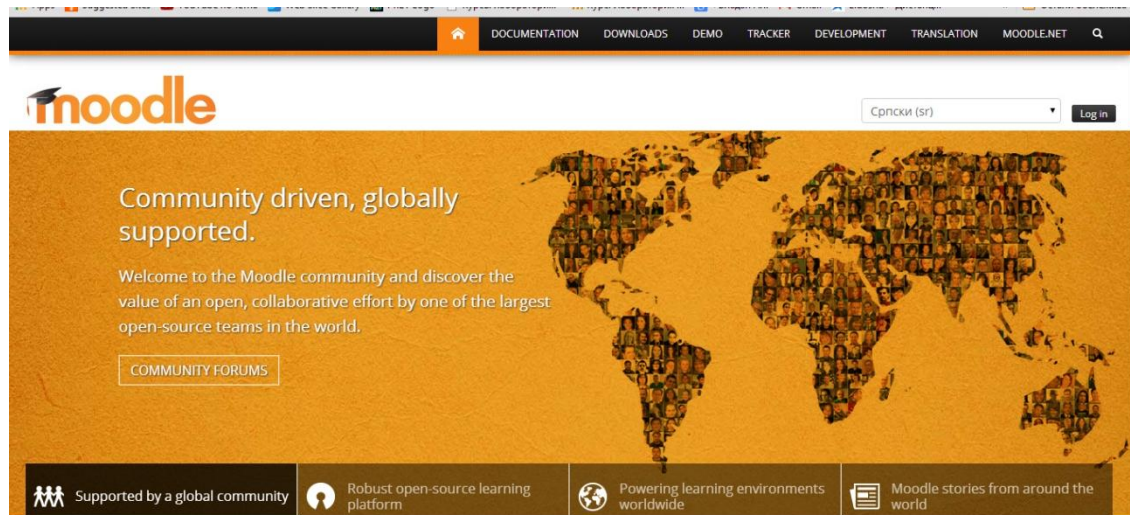 DOCUMENTATION DOWNLOADS DEMO TRACKER DEVELOPMENT TRANSLATION MOODLE.NET
moodle
Српски (sr)
Log in
Community driven, globally
supported.
Welcome to the Moodle community and discover the
value of an open, collaborative effort by one of the largest
open-source teams in the world.
COMMUNITY FORUMS
Supported by a global community
Robust open-source learning
platform
Powering learning environments
worldwide
Moodle stories from around the
world